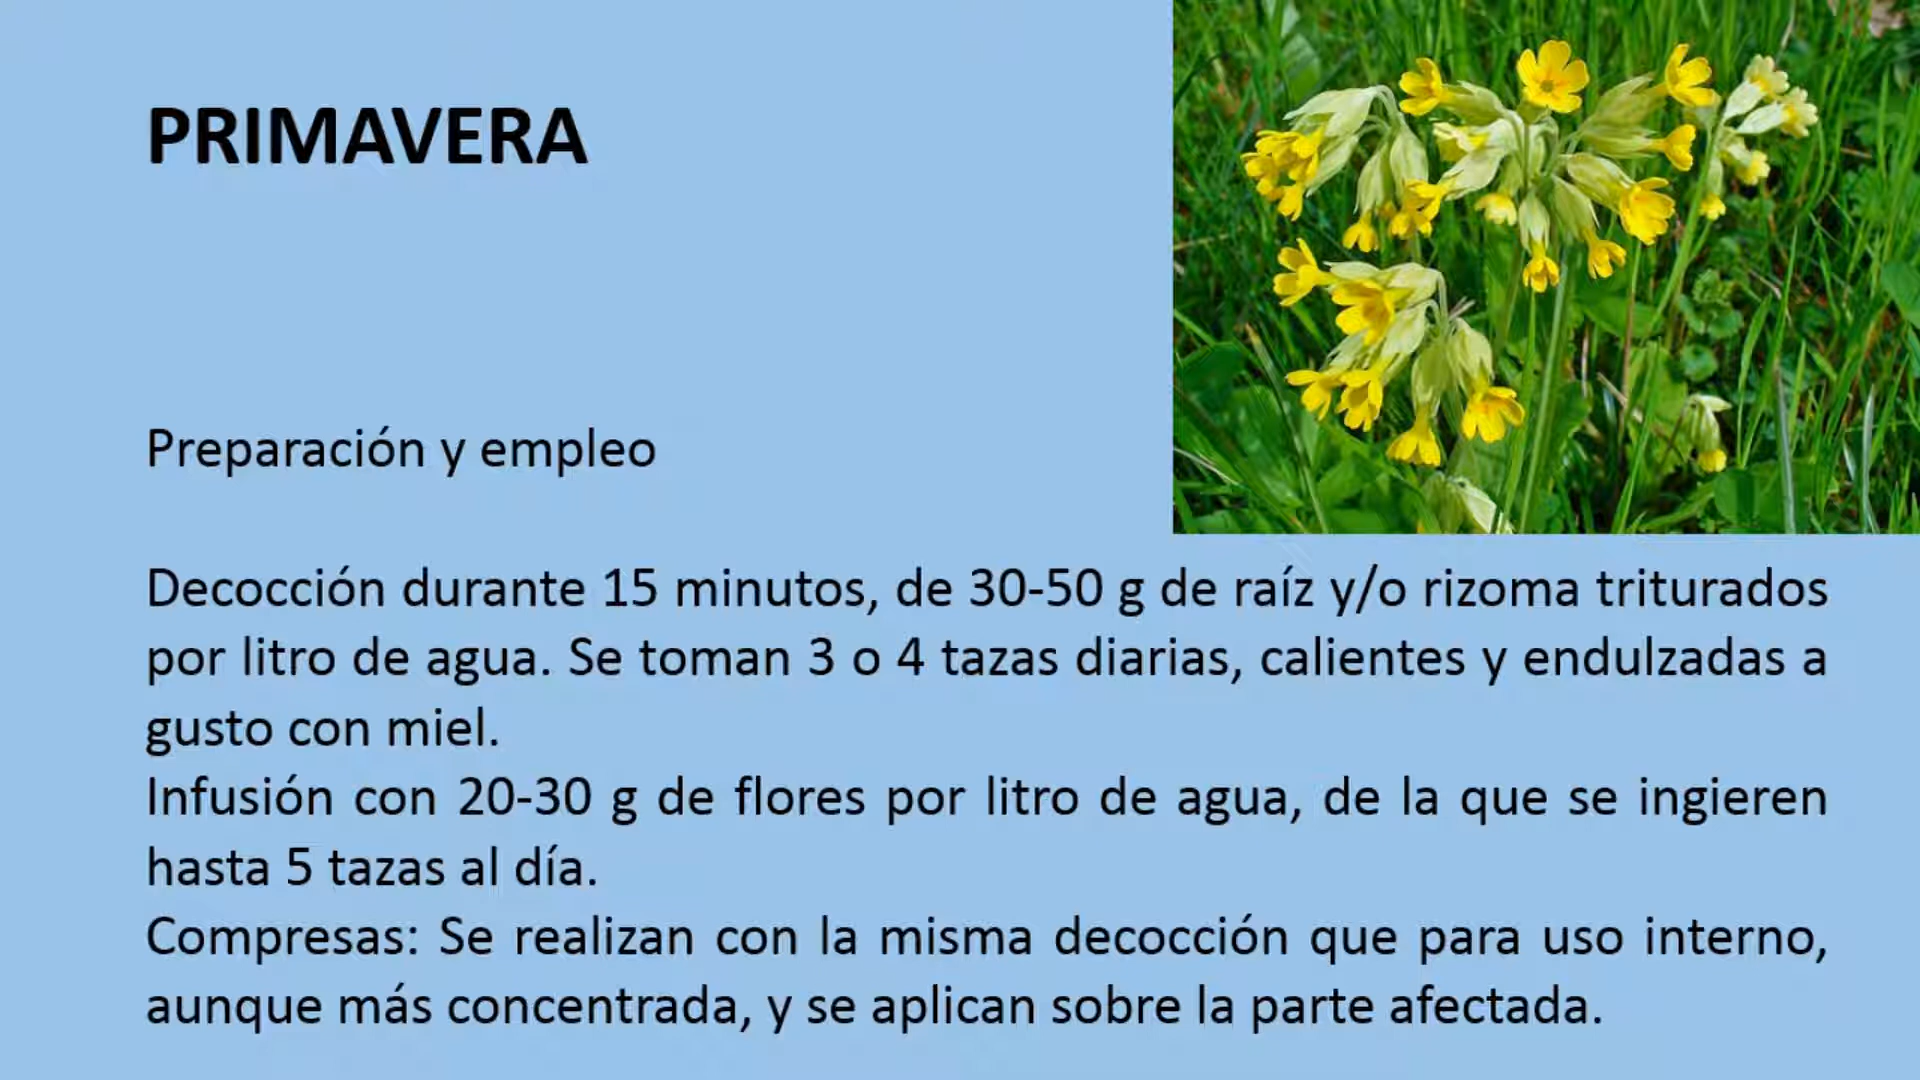 PRIMAVERA
Preparación y empleo
Decocción durante 15 minutos, de 30-50 g de raíz y/o rizoma triturados
por litro de agua. Se toman 3 o 4 tazas diarias, calientes y endulzadas a
gusto con miel.
Infusión con 20-30 g de flores por litro de agua, de la que se ingieren
hasta 5 tazas al día.
Compresas: Se realizan con la misma decocción que para uso interno,
aunque más concentrada, y se aplican sobre la parte afectada.